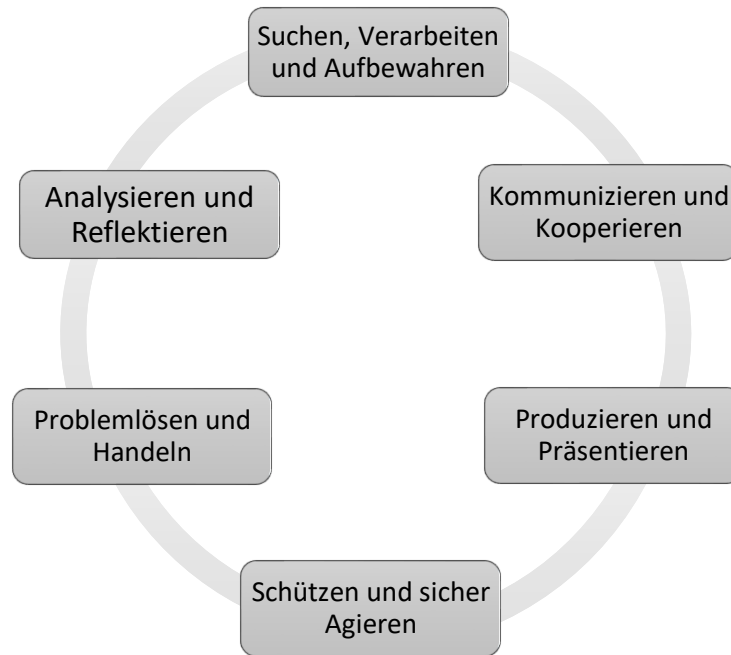 Suchen, Verarbeiten
und Aufbewahren
Kommunizieren und
Kooperieren
Produzieren und
Präsentieren
Schützen und sicher
Agieren
Problemlösen und
Handeln
Analysieren und
Reflektieren